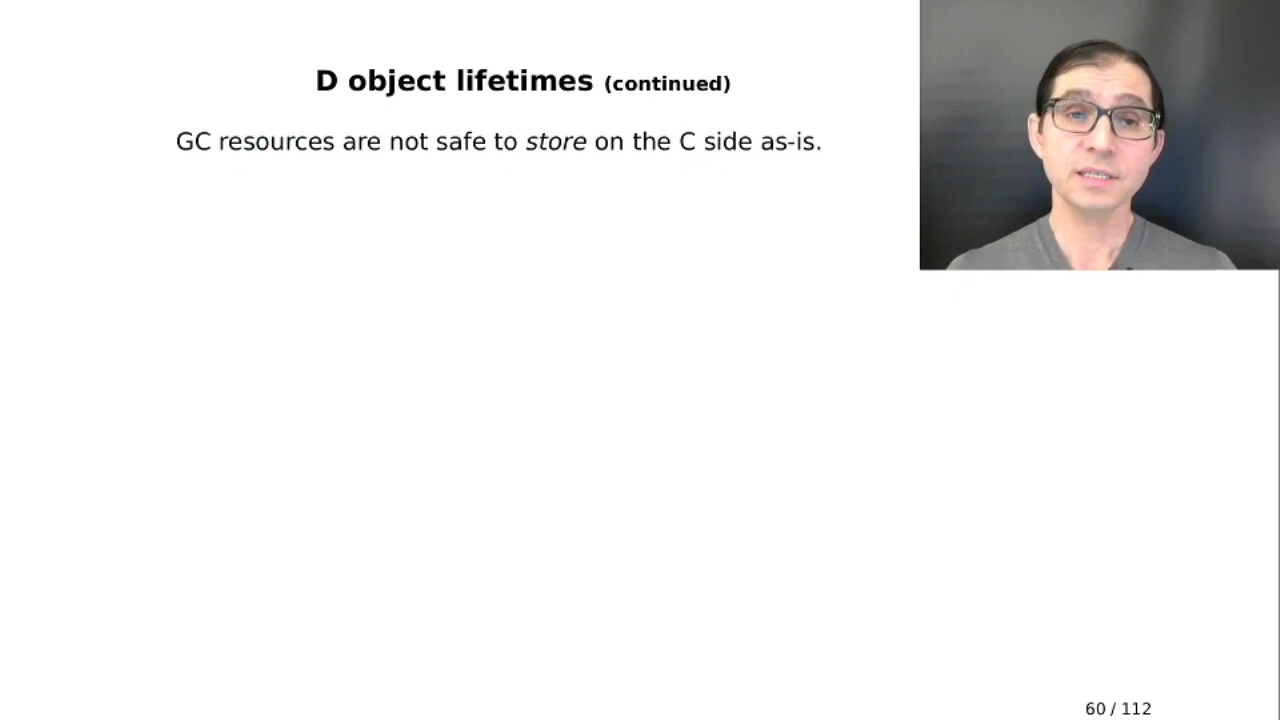 D object lifetimes (continued)
GC resources are not safe to store on the C side as-is.
60 / 112